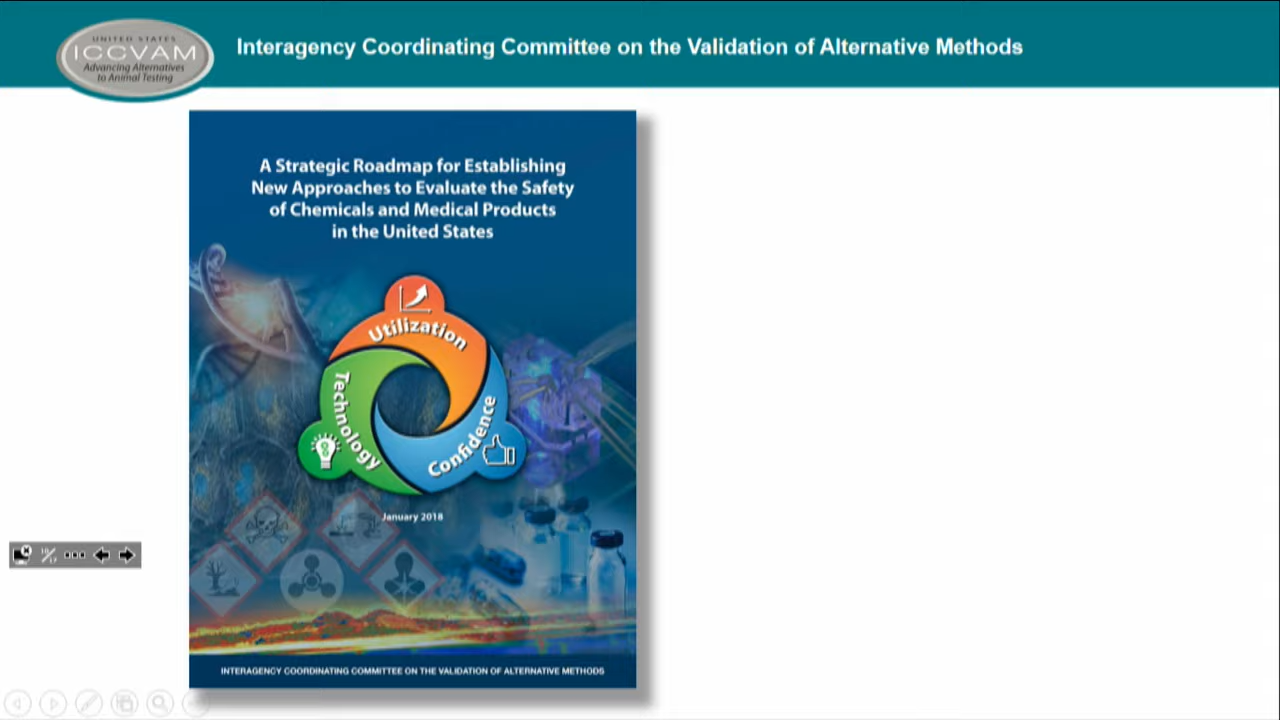 UNITED STATES
ICCVAM
Advancing Alternatives
to Animal Testing
Interagency Coordinating Committee on the Validation of Alternative Methods
A Strategic Roadmap for Establishing
New Approaches to Evaluate the Safety
of Chemicals and Medical Products
in the United States
Utilization
Technology
Confidence
January 2018
INTERAGENCY COORDINATING COMMITTEE ON THE VALIDATION OF ALTERNATIVE METHODS